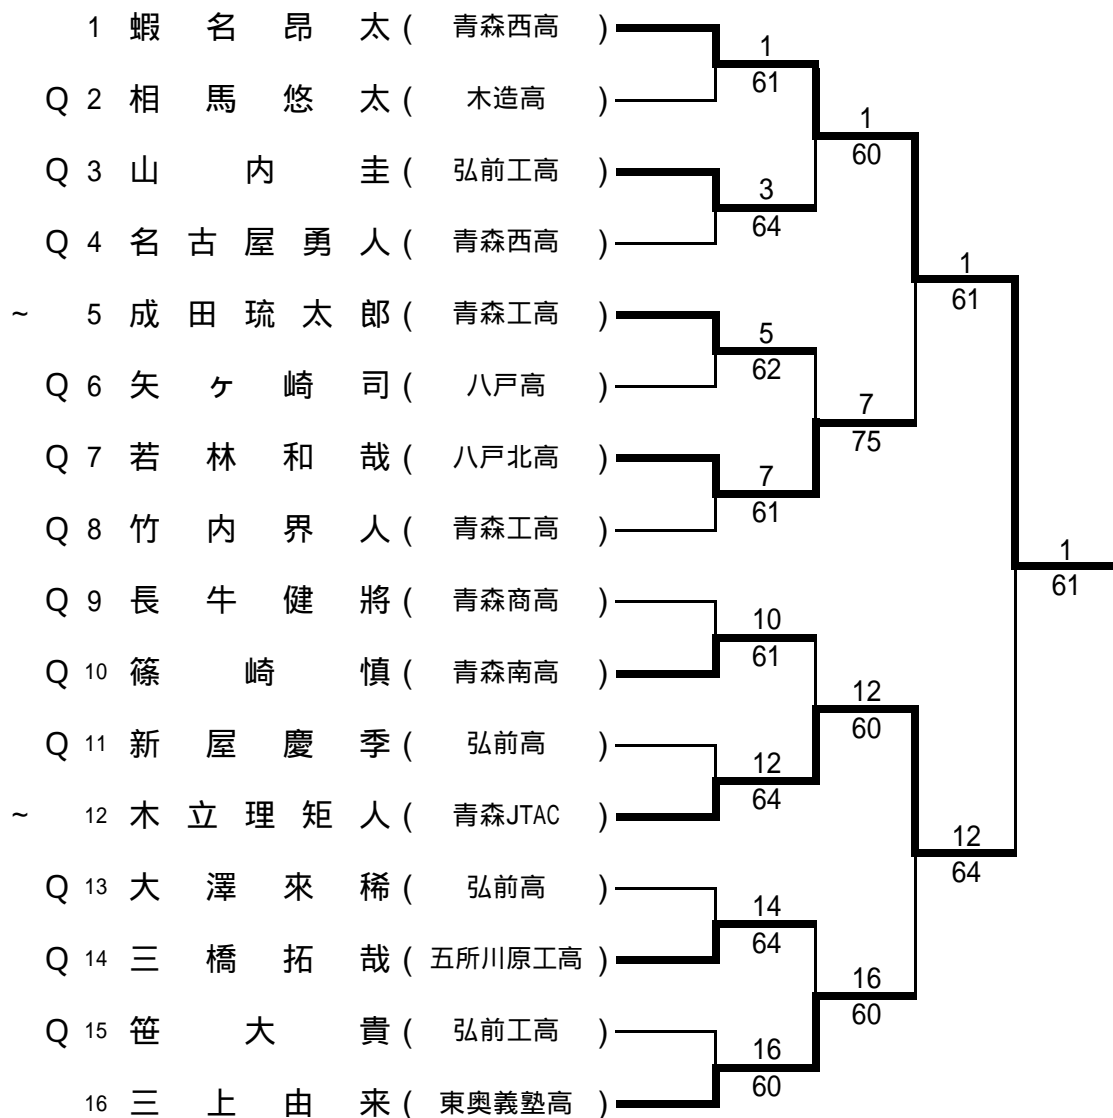 1 蝦名昂太 ( 青森西高 )
1
61
Q 2 相馬悠太 ( 木造高 )
1
60
Q 3 山内圭 ( 弘前工高 )
3
64
Q 4 名古屋勇人 ( 青森西高 )
1
61
~ 5 成田琉太郎 ( 青森工高 )
5
62
Q 6 矢ヶ崎司 ( 八戸高 )
7
75
Q 7 若林和哉 ( 八戸北高 )
7
61
Q 8 竹内界人 ( 青森工高 )
1
61
Q 9 長牛健將 ( 青森商高 )
10
61
Q 10 篠崎慎 ( 青森南高 )
12
60
Q 11 新屋慶季 ( 弘前高 )
12
64
~ 12 木立理矩人 ( 青森JTAC )
12
64
Q 13 大澤來稀 ( 弘前高 )
14
64
Q 14 三橋拓哉 ( 五所川原工高 )
16
60
Q 15 笹大貴 ( 弘前工高 )
16
60
16 三上由来 ( 東奥義塾高 )